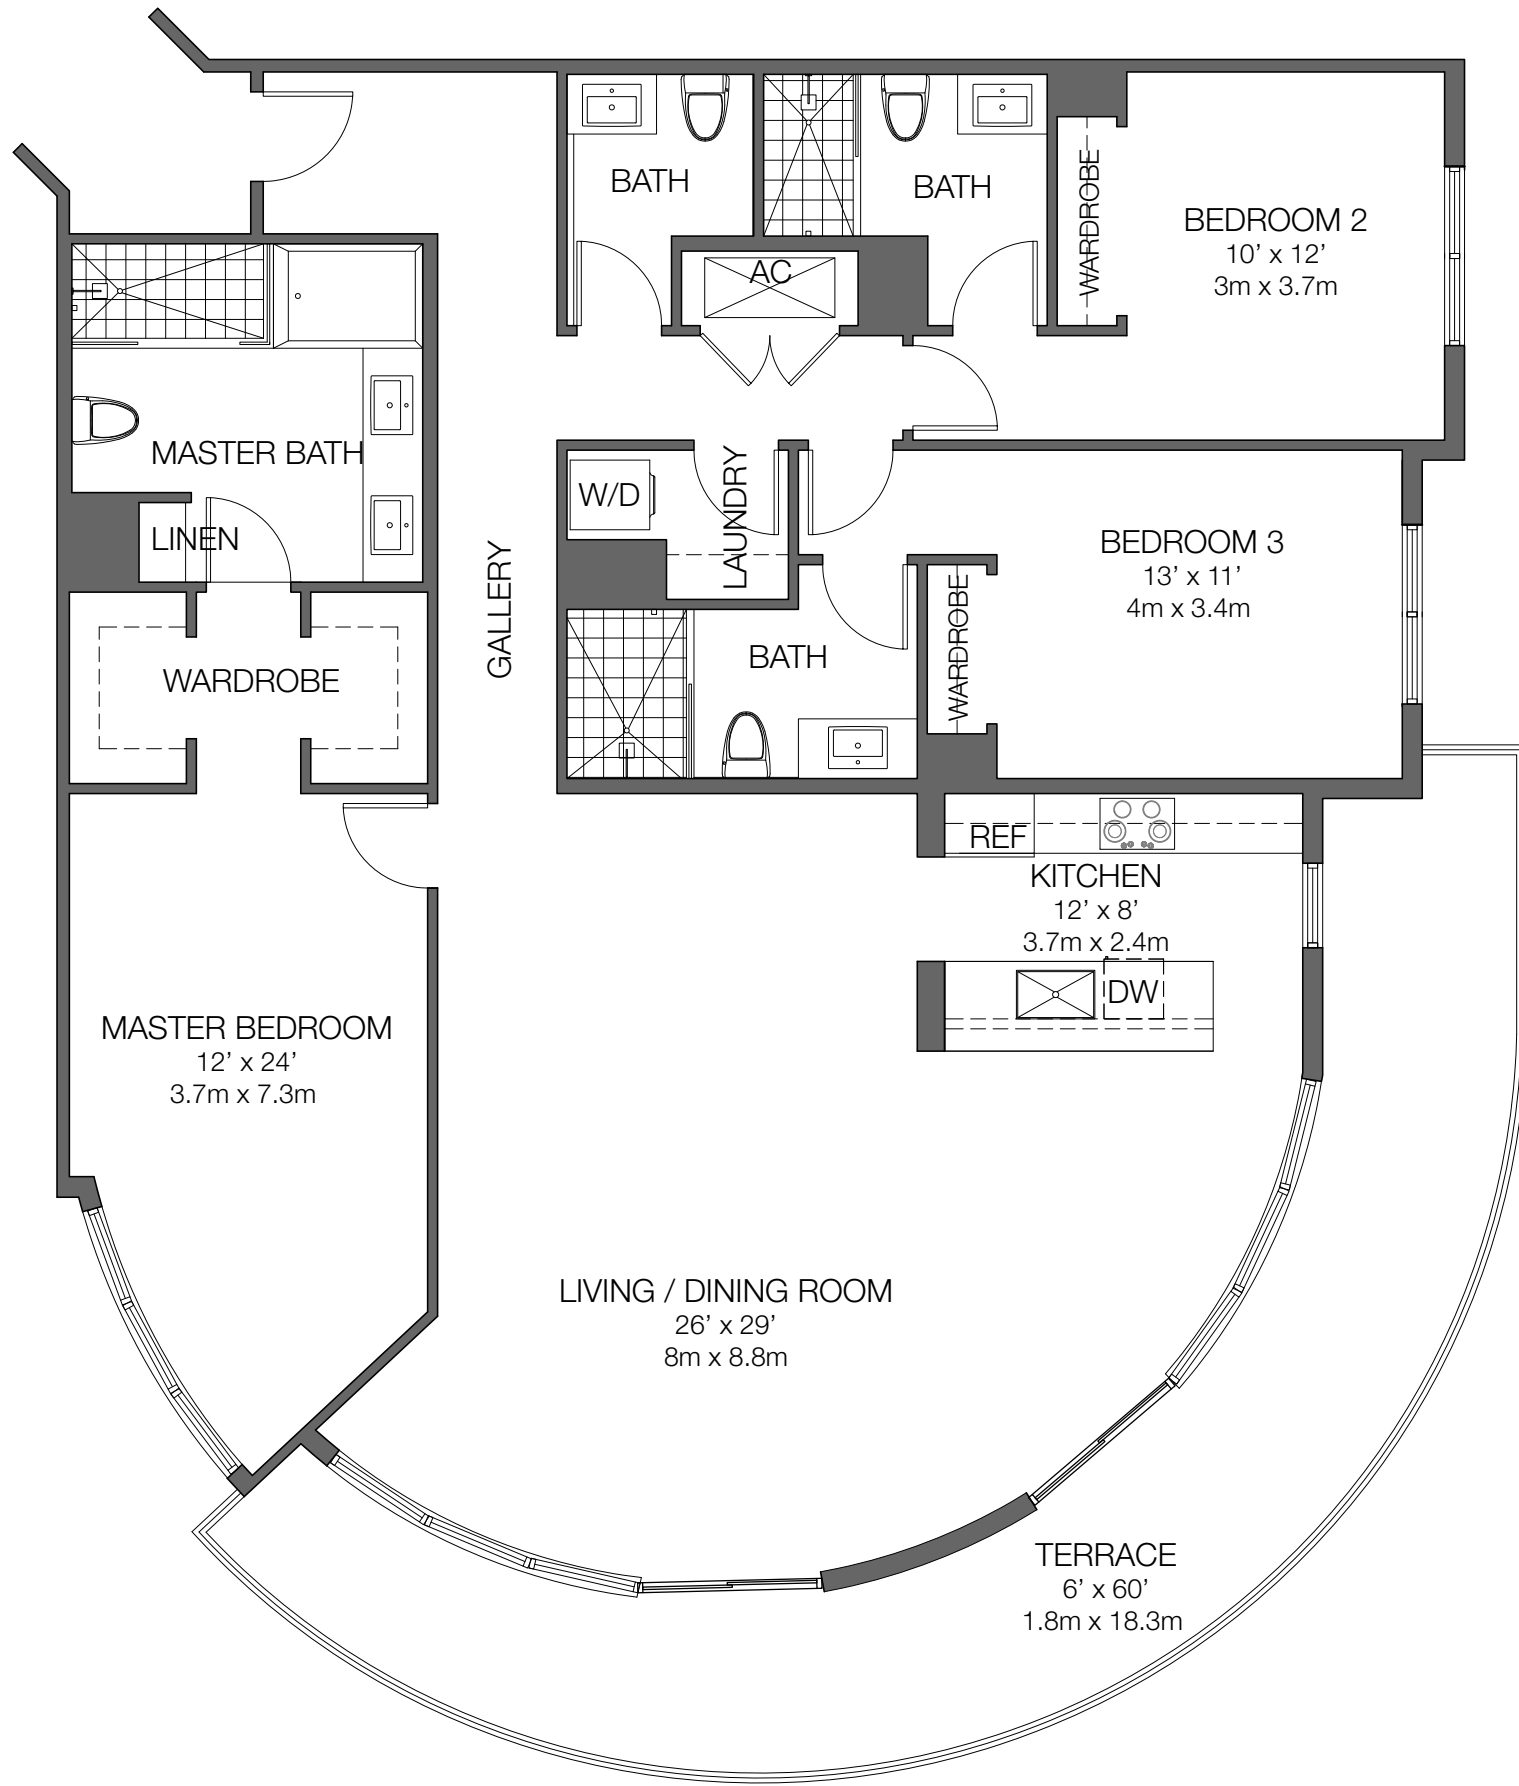 BATH
BATH
WARDROBE
BEDROOM 2
10’ x 12’
3m x 3.7m
AC
MASTER BATH
LINEN
W/D
LAUNDRY
GALLERY
BEDROOM 3
13’ x 11’
4m x 3.4m
WARDROBE
BATH
WARDROBE
REF
KITCHEN
12’ x 8’
3.7m x 2.4m
DW
MASTER BEDROOM
12’ x 24’
3.7m x 7.3m
LIVING / DINING ROOM
26’ x 29’
8m x 8.8m
TERRACE
6’ x 60’
1.8m x 18.3m